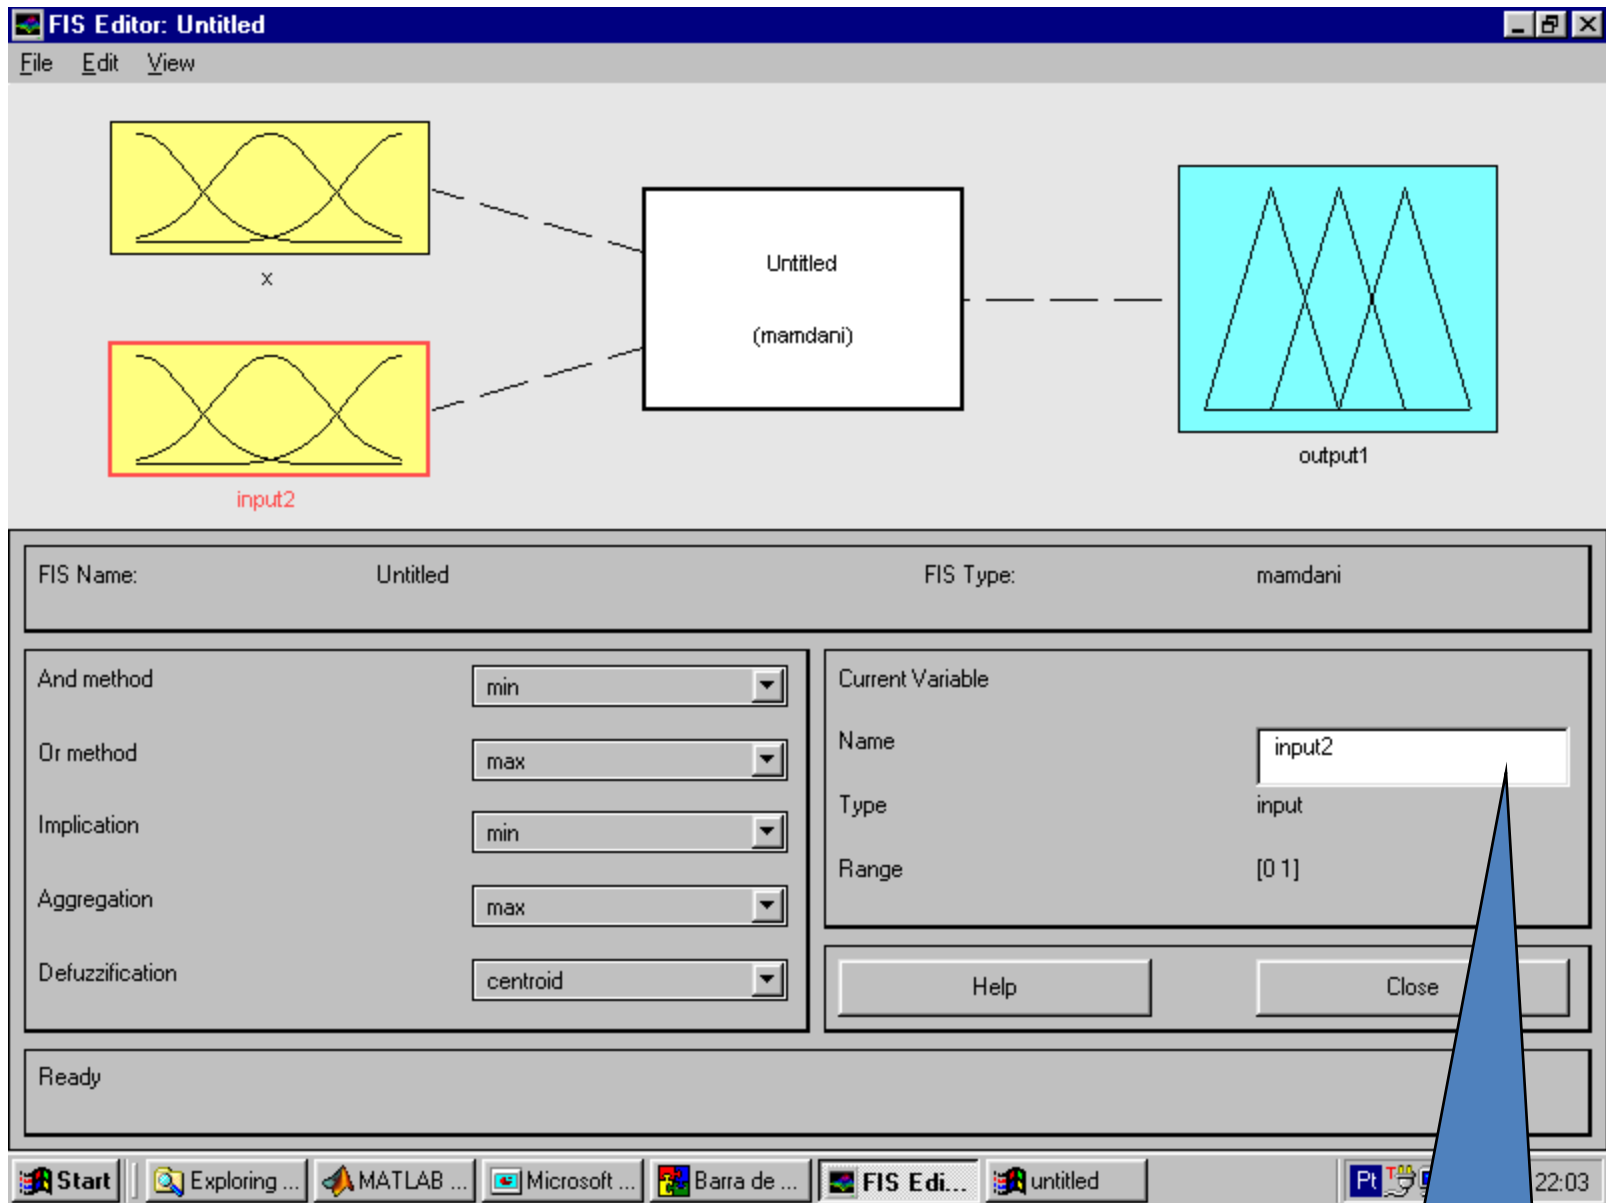 FIS Editor: Untitled
File Edit View
x
input2
Untitled
(mamdani)
output1
FIS Name: Untitled FIS Type: mamdani
And method min
Or method max
Implication min
Aggregation max
Defuzzification centroid
Current Variable
Name input2
Type input
Range [0 1]
Help Close
Ready
Start Exploring ... MATLAB ... Microsoft ... Barra de ... FIS Edi... untitled Pt 22:03